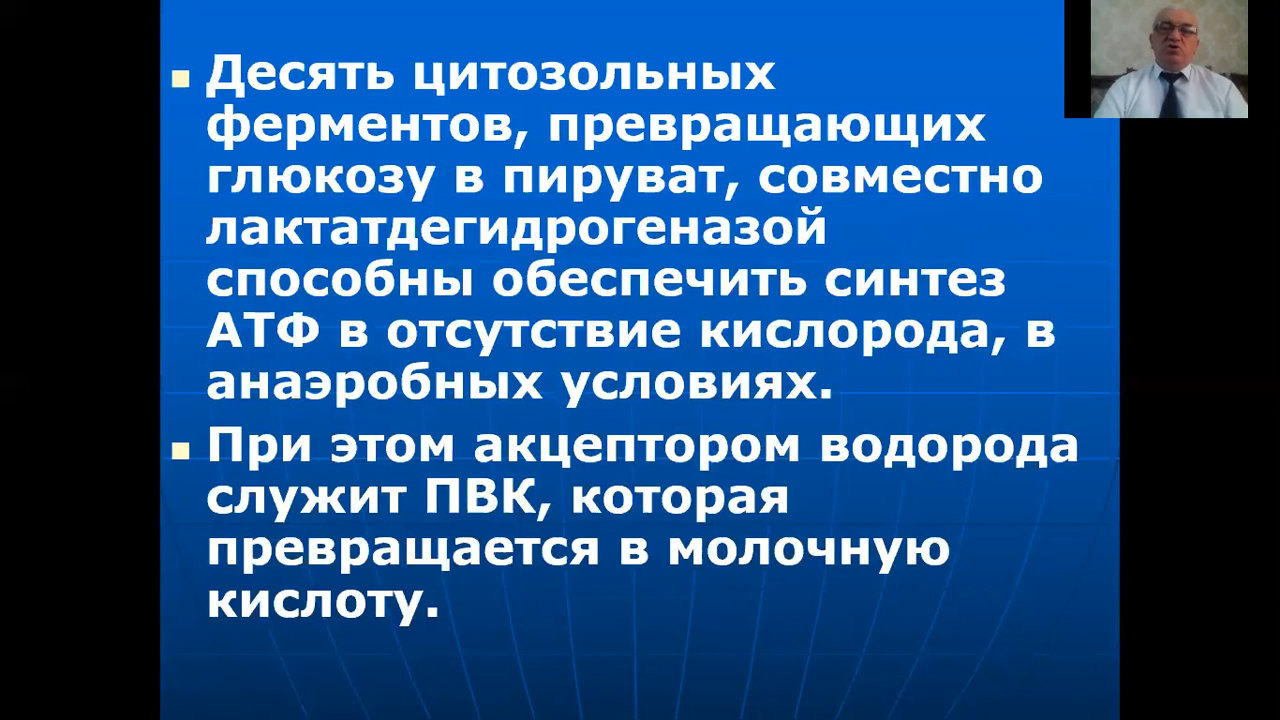 Десять цитозольных
ферментов, превращающих
глюкозу в пируват, совместно
лактатдегидрогеназой
способны обеспечить синтез
АТФ в отсутствие кислорода, в
анаэробных условиях.
При этом акцептором водорода
служит ПВК, которая
превращается в молочную
кислоту.